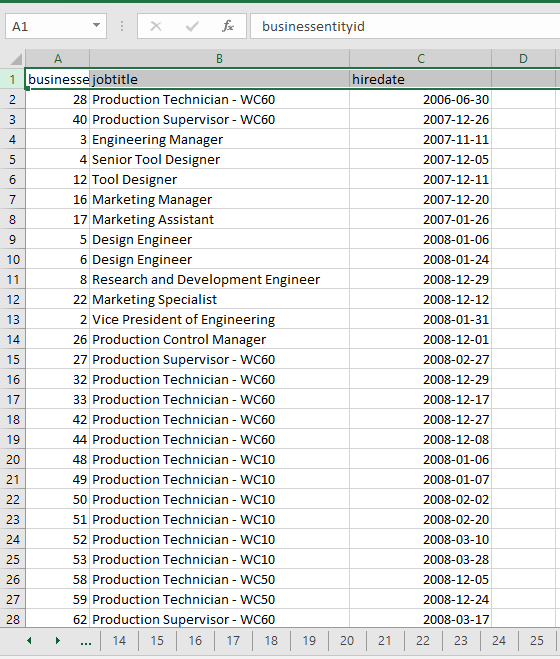 A1 fx businessentityid
A B C D
1 businesse jobtitle hiredate
2 28 Production Technician - WC60 2006-06-30
3 40 Production Supervisor - WC60 2007-12-26
4 3 Engineering Manager 2007-11-11
5 4 Senior Tool Designer 2007-12-05
6 12 Tool Designer 2007-12-11
7 16 Marketing Manager 2007-12-20
8 17 Marketing Assistant 2007-01-26
9 5 Design Engineer 2008-01-06
10 6 Design Engineer 2008-01-24
11 8 Research and Development Engineer 2008-12-29
12 22 Marketing Specialist 2008-12-12
13 2 Vice President of Engineering 2008-01-31
14 26 Production Control Manager 2008-12-01
15 27 Production Supervisor - WC60 2008-02-27
16 32 Production Technician - WC60 2008-12-29
17 33 Production Technician - WC60 2008-12-17
18 42 Production Technician - WC60 2008-12-27
19 44 Production Technician - WC60 2008-12-08
20 48 Production Technician - WC10 2008-01-06
21 49 Production Technician - WC10 2008-01-07
22 50 Production Technician - WC10 2008-02-02
23 51 Production Technician - WC10 2008-02-20
24 52 Production Technician - WC10 2008-03-10
25 53 Production Technician - WC10 2008-03-28
26 58 Production Technician - WC50 2008-12-05
27 59 Production Technician - WC50 2008-12-24
28 62 Production Supervisor - WC60 2008-03-17
... 14 15 16 17 18 19 20 21 22 23 24 25